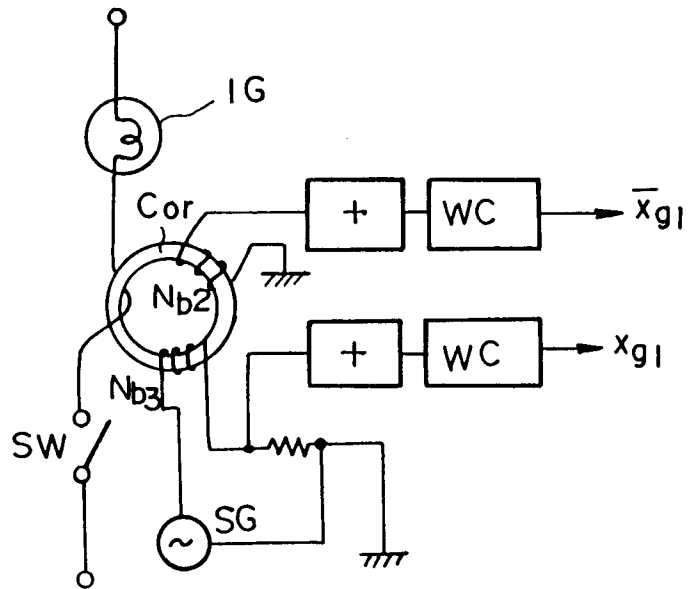 IG
Cor
+
WC
x̄g1
Nb2
+
WC
xg1
Nb3
SW
SG
~